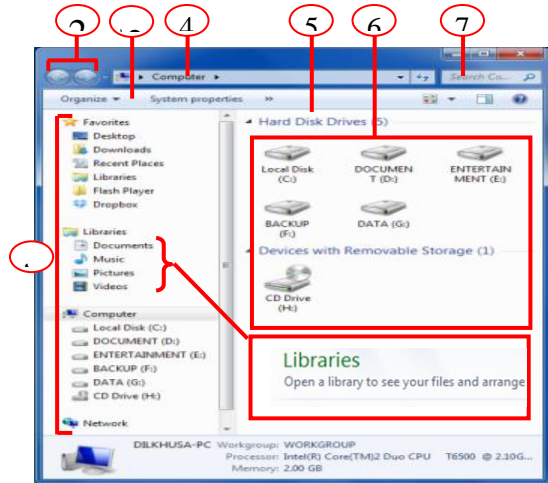 4 5 6 7
Computer
Search Co...
Organize System properties »
Favorites
Desktop
Downloads
Recent Places
Libraries
Flash Player
Dropbox
Libraries
Documents
Music
Pictures
Videos
Computer
Local Disk (C:)
DOCUMENT (D:)
ENTERTAINMENT (E:)
BACKUP (F:)
DATA (G:)
CD Drive (H:)
Network
Hard Disk Drives (5)
Local Disk
(C:)
DOCUMEN
T (D:)
ENTERTAIN
MENT (E:)
BACKUP
(F:)
DATA (G:)
Devices with Removable Storage (1)
CD Drive
(H:)
Libraries
Open a library to see your files and arrange
DILKHUSA-PC Workgroup: WORKGROUP
Processor: Intel(R) Core(TM)2 Duo CPU T6500 @ 2.10G...
Memory: 2.00 GB